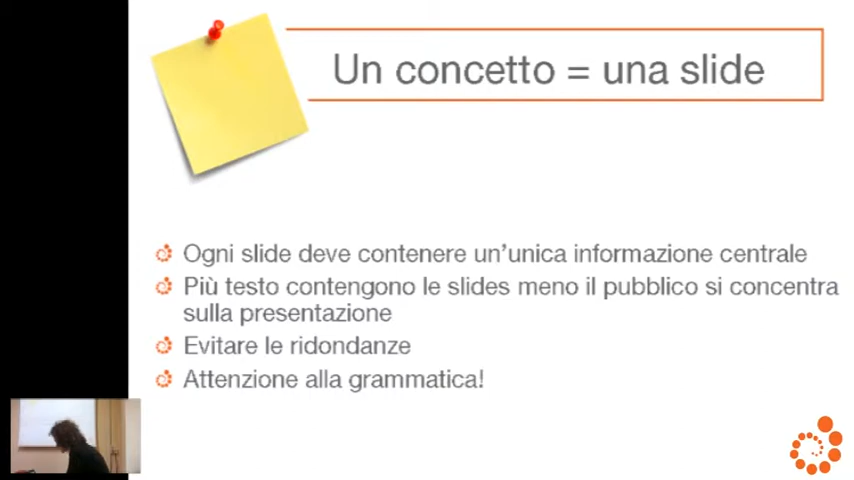 Un concetto = una slide
Ogni slide deve contenere un’unica informazione centrale
Più testo contengono le slides meno il pubblico si concentra
sulla presentazione
Evitare le ridondanze
Attenzione alla grammatica!